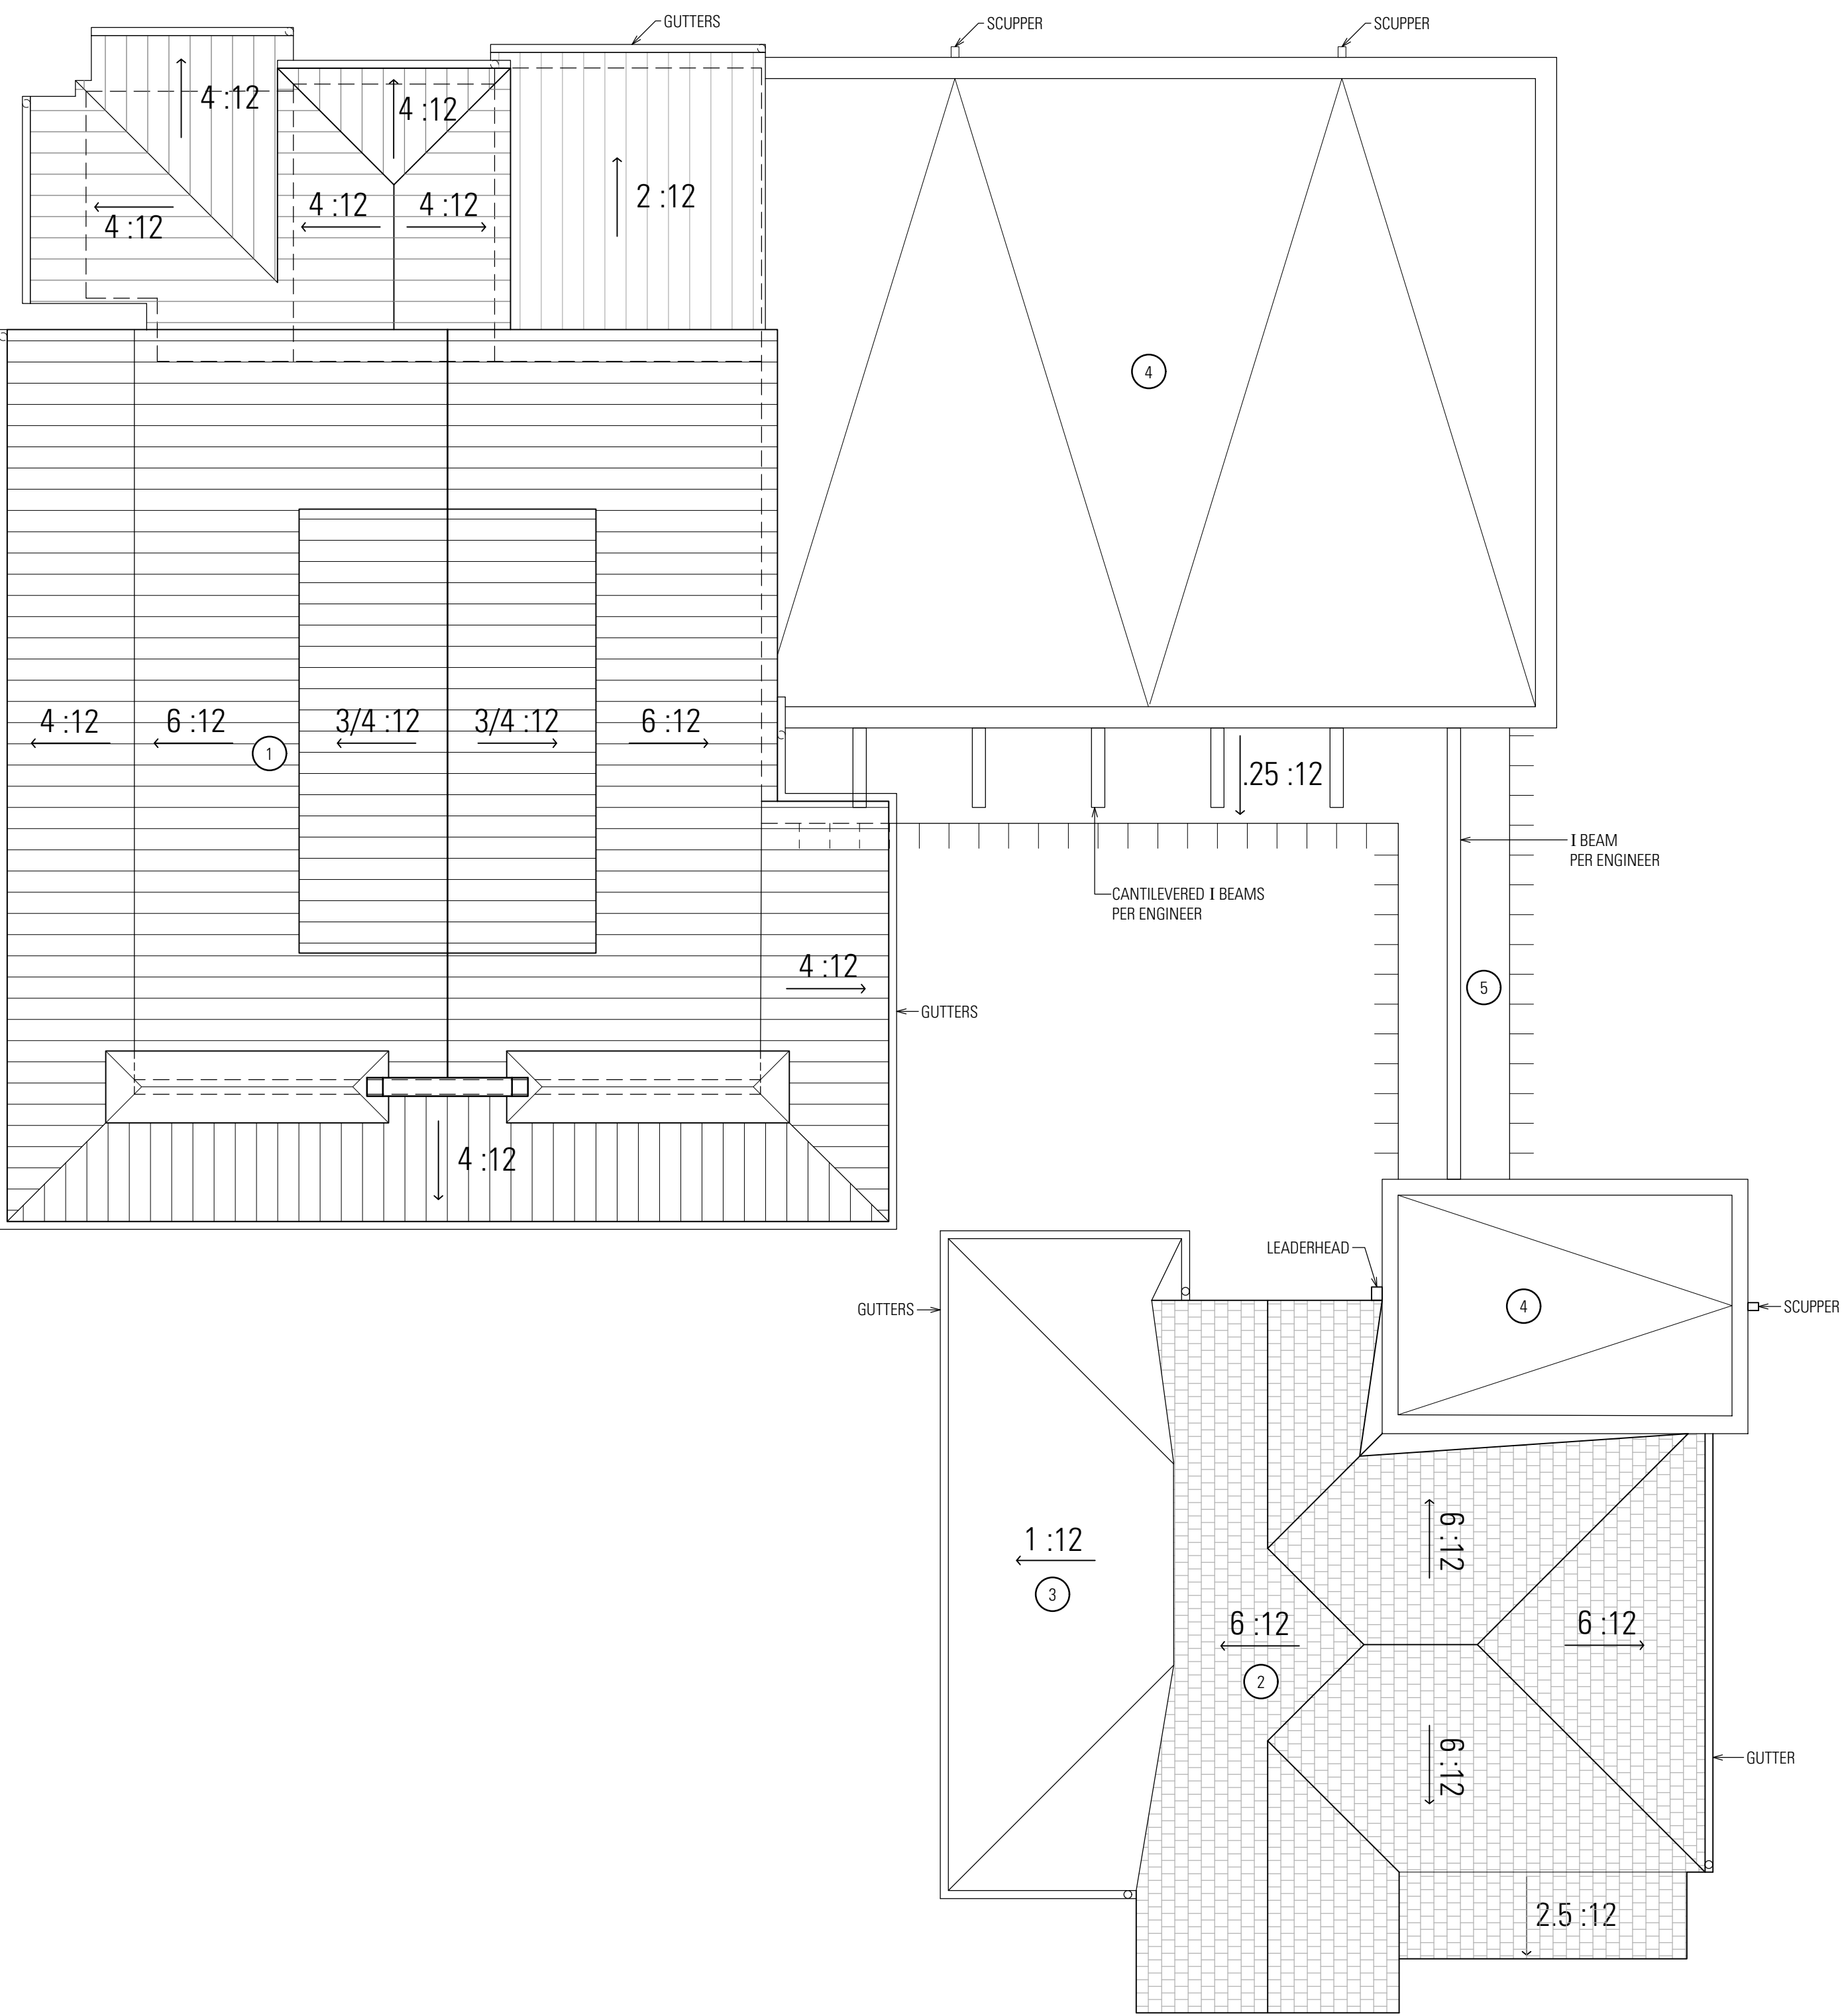 GUTTERS
SCUPPER
SCUPPER
4 :12
4 :12
2 :12
4 :12
4 :12
4 :12
4
4 :12
6 :12
3/4 :12
3/4 :12
6 :12
1
.25 :12
I BEAM
PER ENGINEER
CANTILEVERED I BEAMS
PER ENGINEER
4 :12
5
GUTTERS
4 :12
LEADERHEAD
GUTTERS
4
SCUPPER
1 :12
3
6 :12
6 :12
6 :12
2
6 :12
GUTTER
2.5 :12